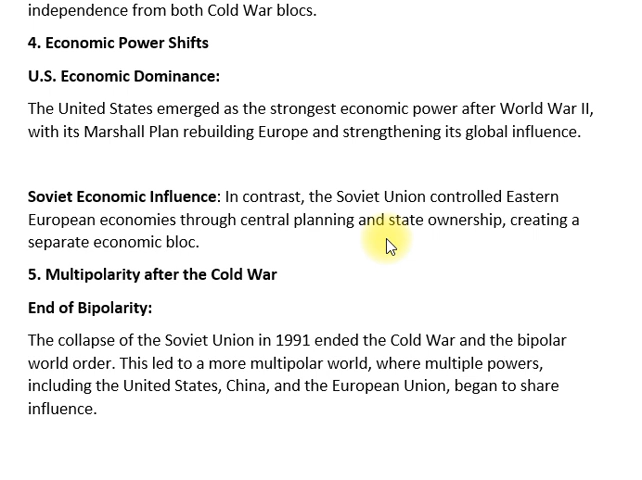 independence from both Cold War blocs.
4. Economic Power Shifts
U.S. Economic Dominance:
The United States emerged as the strongest economic power after World War II,
with its Marshall Plan rebuilding Europe and strengthening its global influence.
Soviet Economic Influence: In contrast, the Soviet Union controlled Eastern
European economies through central planning and state ownership, creating a
separate economic bloc.
5. Multipolarity after the Cold War
End of Bipolarity:
The collapse of the Soviet Union in 1991 ended the Cold War and the bipolar
world order. This led to a more multipolar world, where multiple powers,
including the United States, China, and the European Union, began to share
influence.